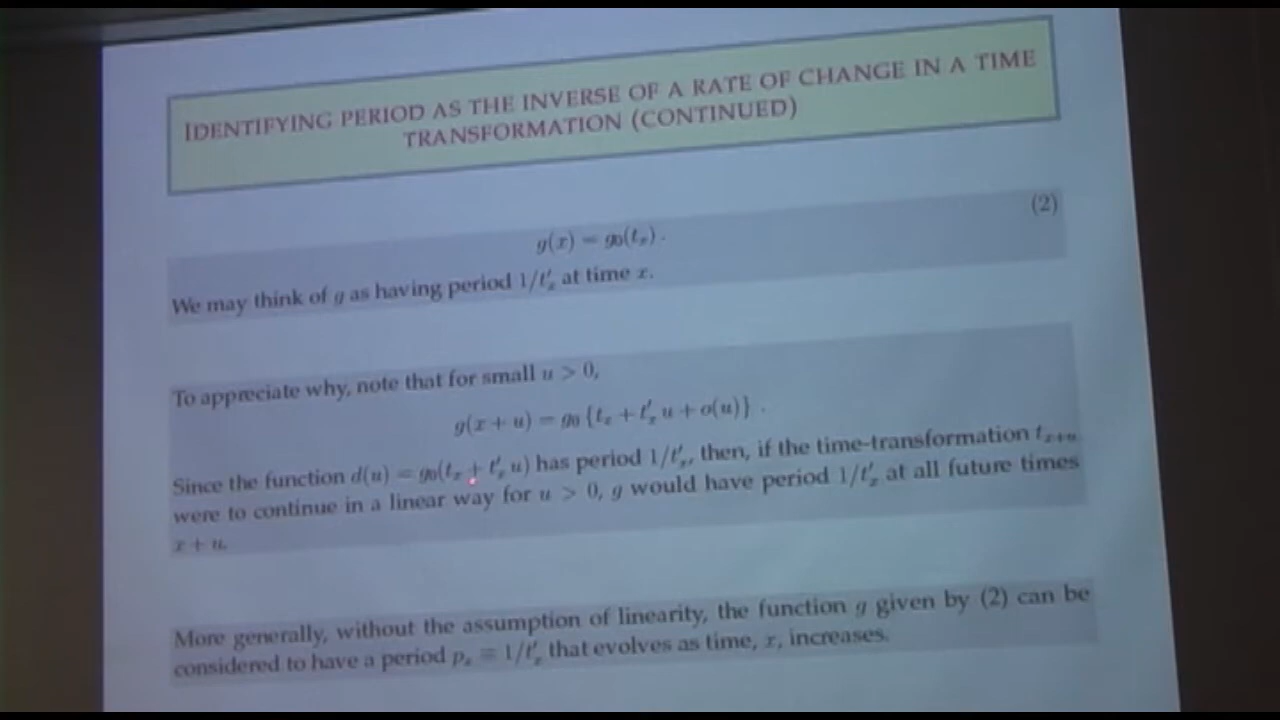 IDENTIFYING PERIOD AS THE INVERSE OF A RATE OF CHANGE IN A TIME
TRANSFORMATION (CONTINUED)
g(x) = g₀(tₓ) . (2)
We may think of g as having period 1/t′ₓ at time x.
To appreciate why, note that for small u > 0,
g(x + u) = g₀ {tₓ + t′ₓ u + o(u)} .
Since the function d(u) = g₀(tₓ + t′ₓ u) has period 1/t′ₓ, then, if the time-transformation tₓ₊ᵤ
were to continue in a linear way for u > 0, g would have period 1/t′ₓ at all future times
x + u.
More generally, without the assumption of linearity, the function g given by (2) can be
considered to have a period pₓ ≡ 1/t′ₓ that evolves as time, x, increases.